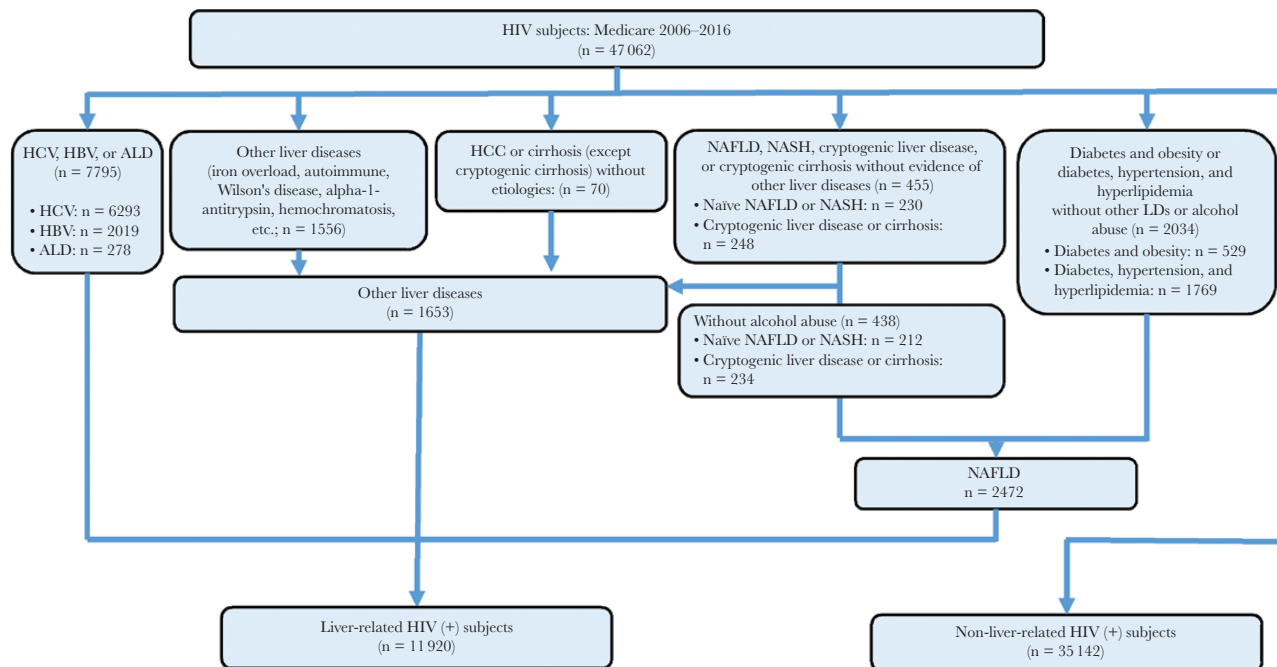 HIV subjects: Medicare 2006–2016
(n = 47 062)
HCV, HBV, or ALD
(n = 7795)
• HCV: n = 6293
• HBV: n = 2019
• ALD: n = 278
Other liver diseases
(iron overload, autoimmune,
Wilson's disease, alpha-1-
antitrypsin, hemochromatosis,
etc.; n = 1556)
HCC or cirrhosis (except
cryptogenic cirrhosis) without
etiologies: (n = 70)
NAFLD, NASH, cryptogenic liver disease,
or cryptogenic cirrhosis without evidence of
other liver diseases (n = 455)
• Naïve NAFLD or NASH: n = 230
• Cryptogenic liver disease or cirrhosis:
n = 248
Diabetes and obesity or
diabetes, hypertension, and
hyperlipidemia
without other LDs or alcohol
abuse (n = 2034)
• Diabetes and obesity: n = 529
• Diabetes, hypertension, and
hyperlipidemia: n = 1769
Other liver diseases
(n = 1653)
Without alcohol abuse (n = 438)
• Naïve NAFLD or NASH: n = 212
• Cryptogenic liver disease or cirrhosis:
n = 234
NAFLD
n = 2472
Liver-related HIV (+) subjects
(n = 11 920)
Non-liver-related HIV (+) subjects
(n = 35 142)